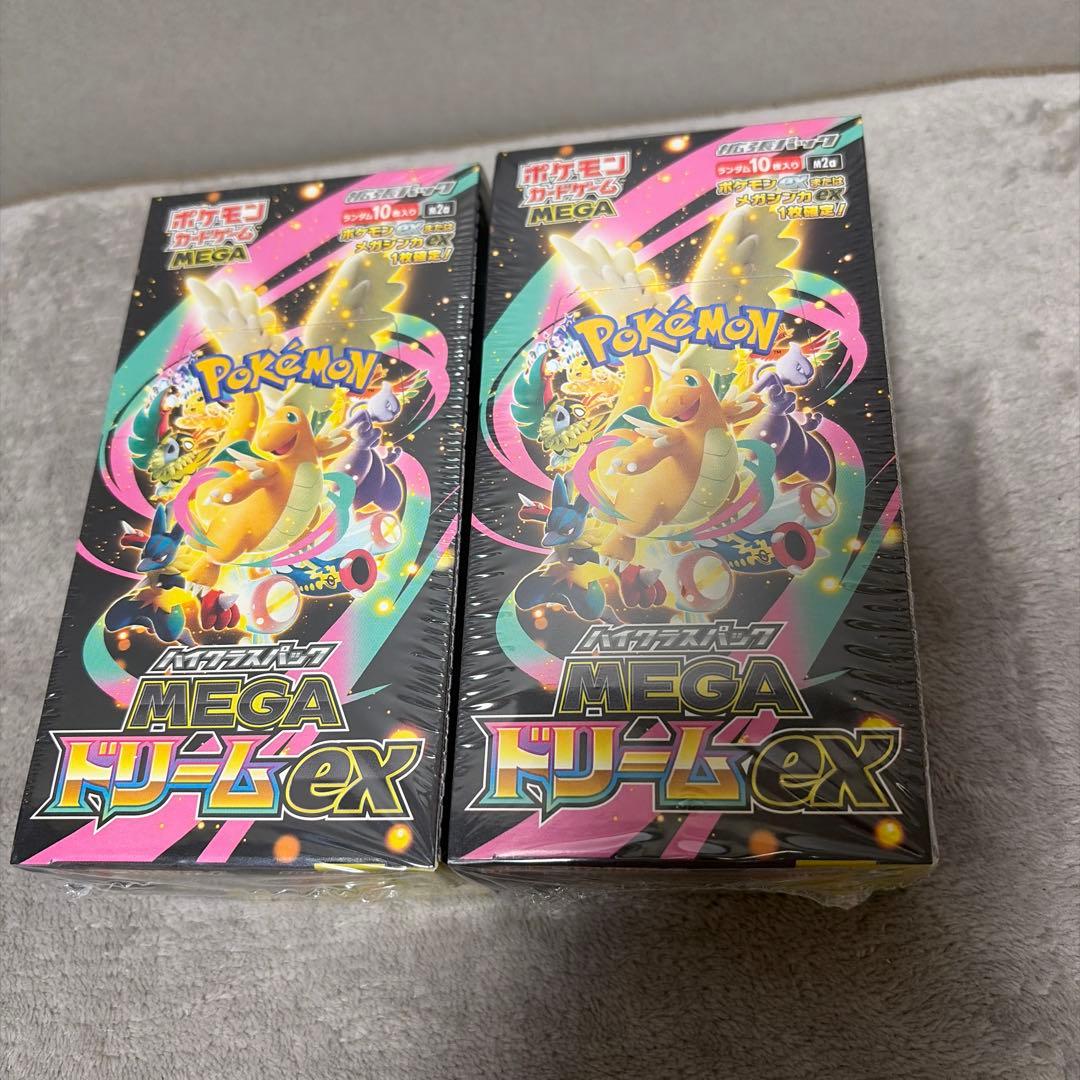 ポケモン
カードゲーム
MEGA
拡張パック
ランダム10枚入り M2a
ポケモンexまたは
メガシンカex
1枚確定!
POKéMON
ハイクラスパック
MEGA
ドリームex
ポケモン
カードゲーム
MEGA
拡張パック
ランダム10枚入り M2a
ポケモンexまたは
メガシンカex
1枚確定!
POKéMON
TM
ハイクラスパック
MEGA
ドリームex